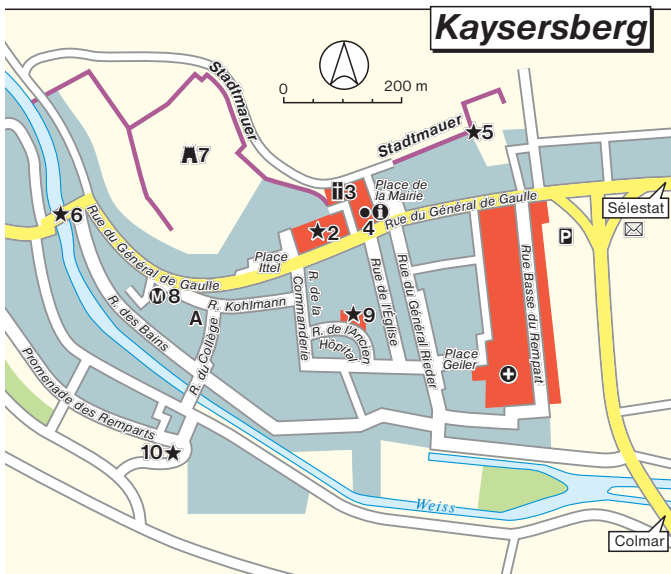 Kaysersberg
0 200 m
Stadtmauer
Stadtmauer
5
7
3
Place de
la Mairie
i
4
Rue du Général de Gaulle
Sélestat
6
2
P
Rue du Général de Gaulle
Place
Ittel
M 8
R. Kohlmann
A
R. des Bains
R. de la
Commanderie
9
R. de l'Ancien
Hôpital
Rue de l'Église
Rue du Général Rieder
Rue Basse du Rempart
Place
Geiler
R. du Collège
Promenade des Remparts
10
Weiss
Colmar